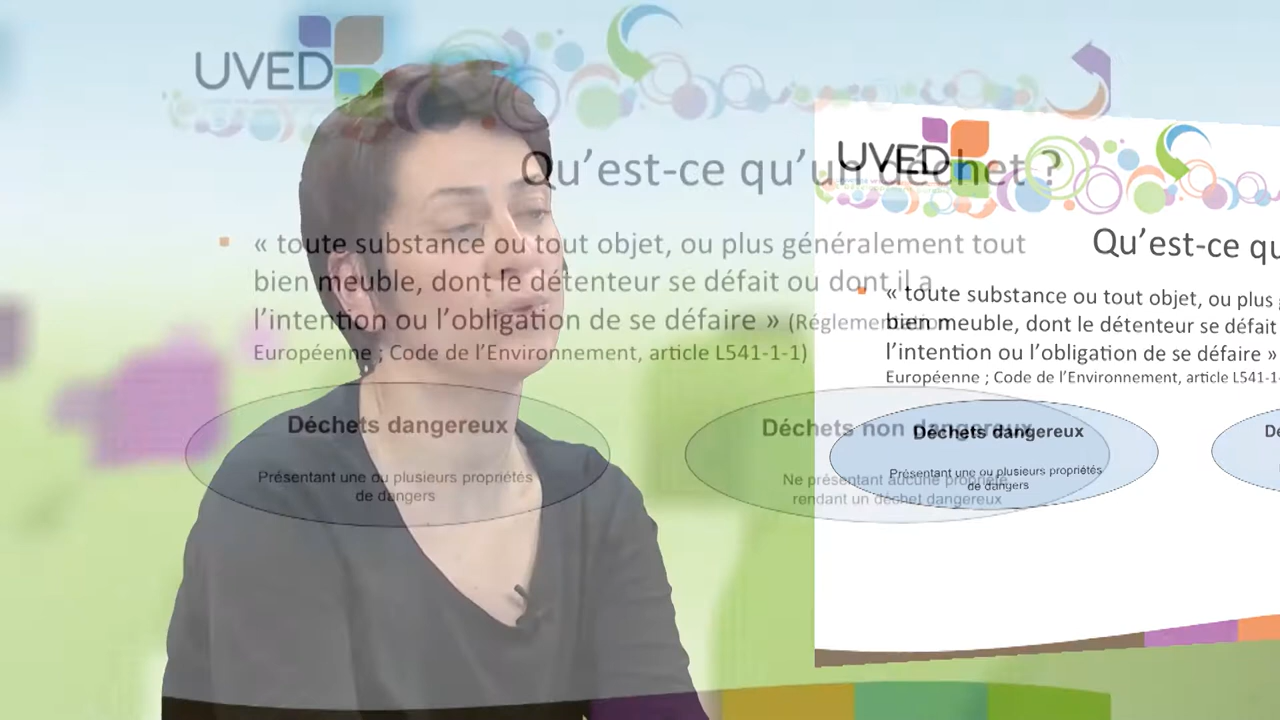 UVED
Qu’est-ce qu’un déchet ?
« toute substance ou tout objet, ou plus généralement tout
bien meuble, dont le détenteur se défait ou dont il a
l’intention ou l’obligation de se défaire » (Réglementation
Européenne ; Code de l’Environnement, article L541-1-1)
Déchets dangereux
Présentant une ou plusieurs propriétés
de dangers
Déchets non dangereux
Ne présentant aucune propriété
rendant un déchet dangereux
UVED
Qu’est-ce qu
« toute substance ou tout objet, ou plus
bien meuble, dont le détenteur se défait
l’intention ou l’obligation de se défaire »
Européenne ; Code de l’Environnement, article L541-1-
Déchets dangereux
Présentant une ou plusieurs propriétés
de dangers
Dé